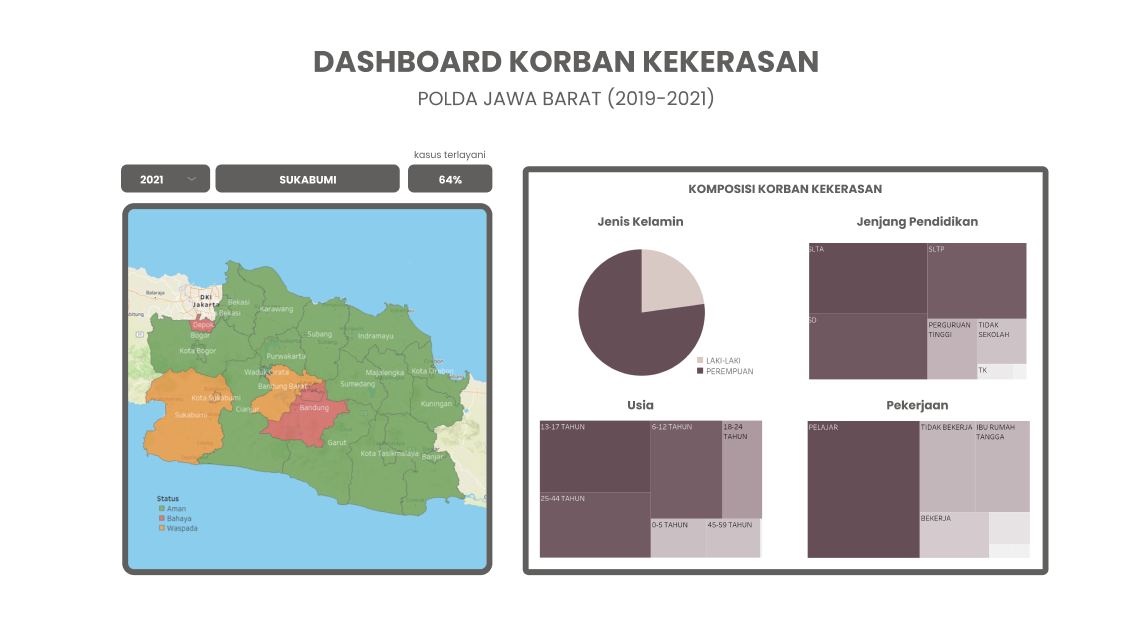 DASHBOARD KORBAN KEKERASAN
POLDA JAWA BARAT (2019-2021)
kasus terlayani
2021
SUKABUMI
64%
DKI
Jakarta
Balaraja
Bekasi
Bekasi
Karawang
Depok
Bogor
Kota Bogor
Subang
Indramayu
Purwakarta
Bandung Barat
Sumedang
Majalengka
Kota Sukabumi
Sukabumi
Cianjur
Bandung
Kuningan
Garut
Kota Tasikmalaya
Banjar
Status
Aman
Bahaya
Waspada
KOMPOSISI KORBAN KEKERASAN
Jenis Kelamin
LAKI-LAKI
PEREMPUAN
Jenjang Pendidikan
SLTA
SLTP
SD
PERGURUAN
TINGGI
TIDAK
SEKOLAH
TK
Usia
13-17 TAHUN
6-12 TAHUN
18-24
TAHUN
25-44 TAHUN
0-5 TAHUN
45-59 TAHUN
Pekerjaan
PELAJAR
TIDAK BEKERJA
IBU RUMAH
TANGGA
BEKERJA